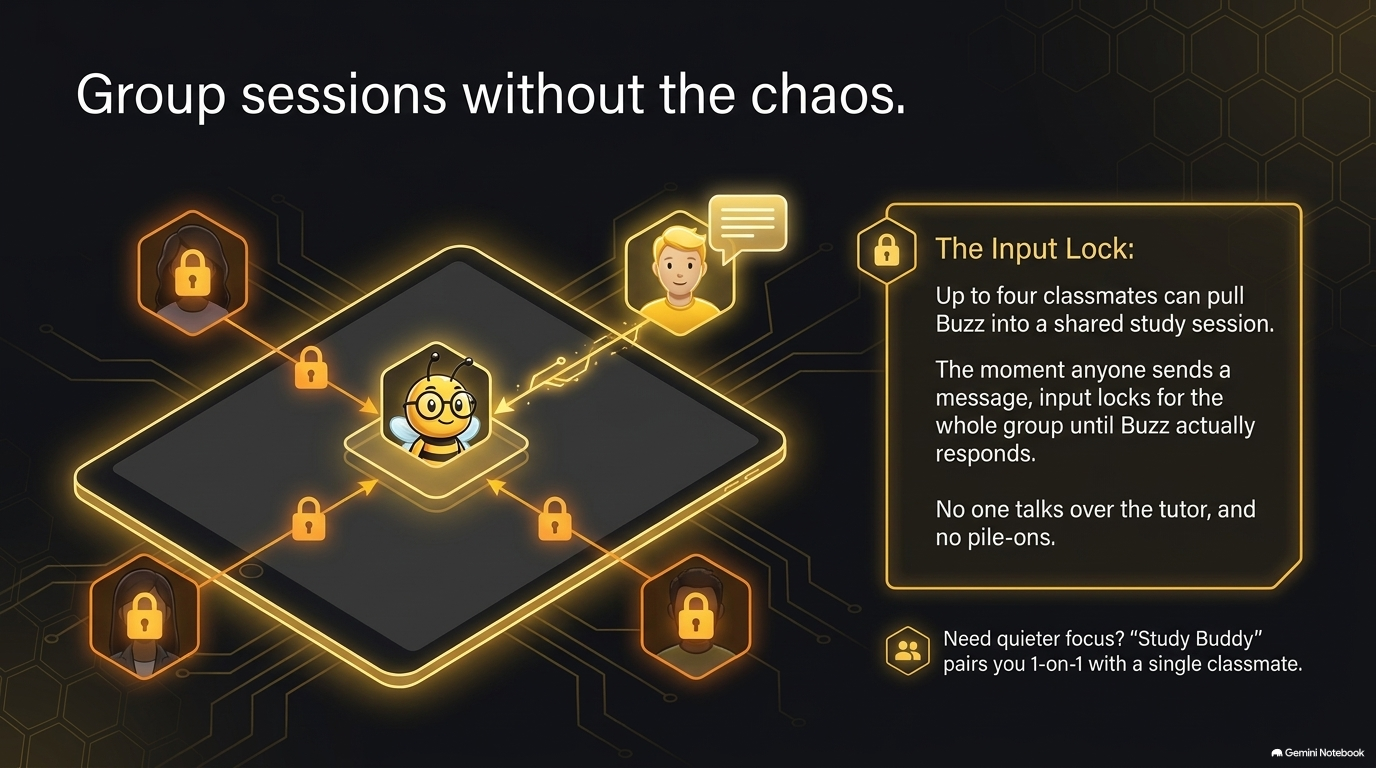 Group sessions without the chaos.
The Input Lock:
Up to four classmates can pull
Buzz into a shared study session.
The moment anyone sends a
message, input locks for the
whole group until Buzz actually
responds.
No one talks over the tutor, and
no pile-ons.
Need quieter focus? “Study Buddy”
pairs you 1-on-1 with a single classmate.
Gemini Notebook